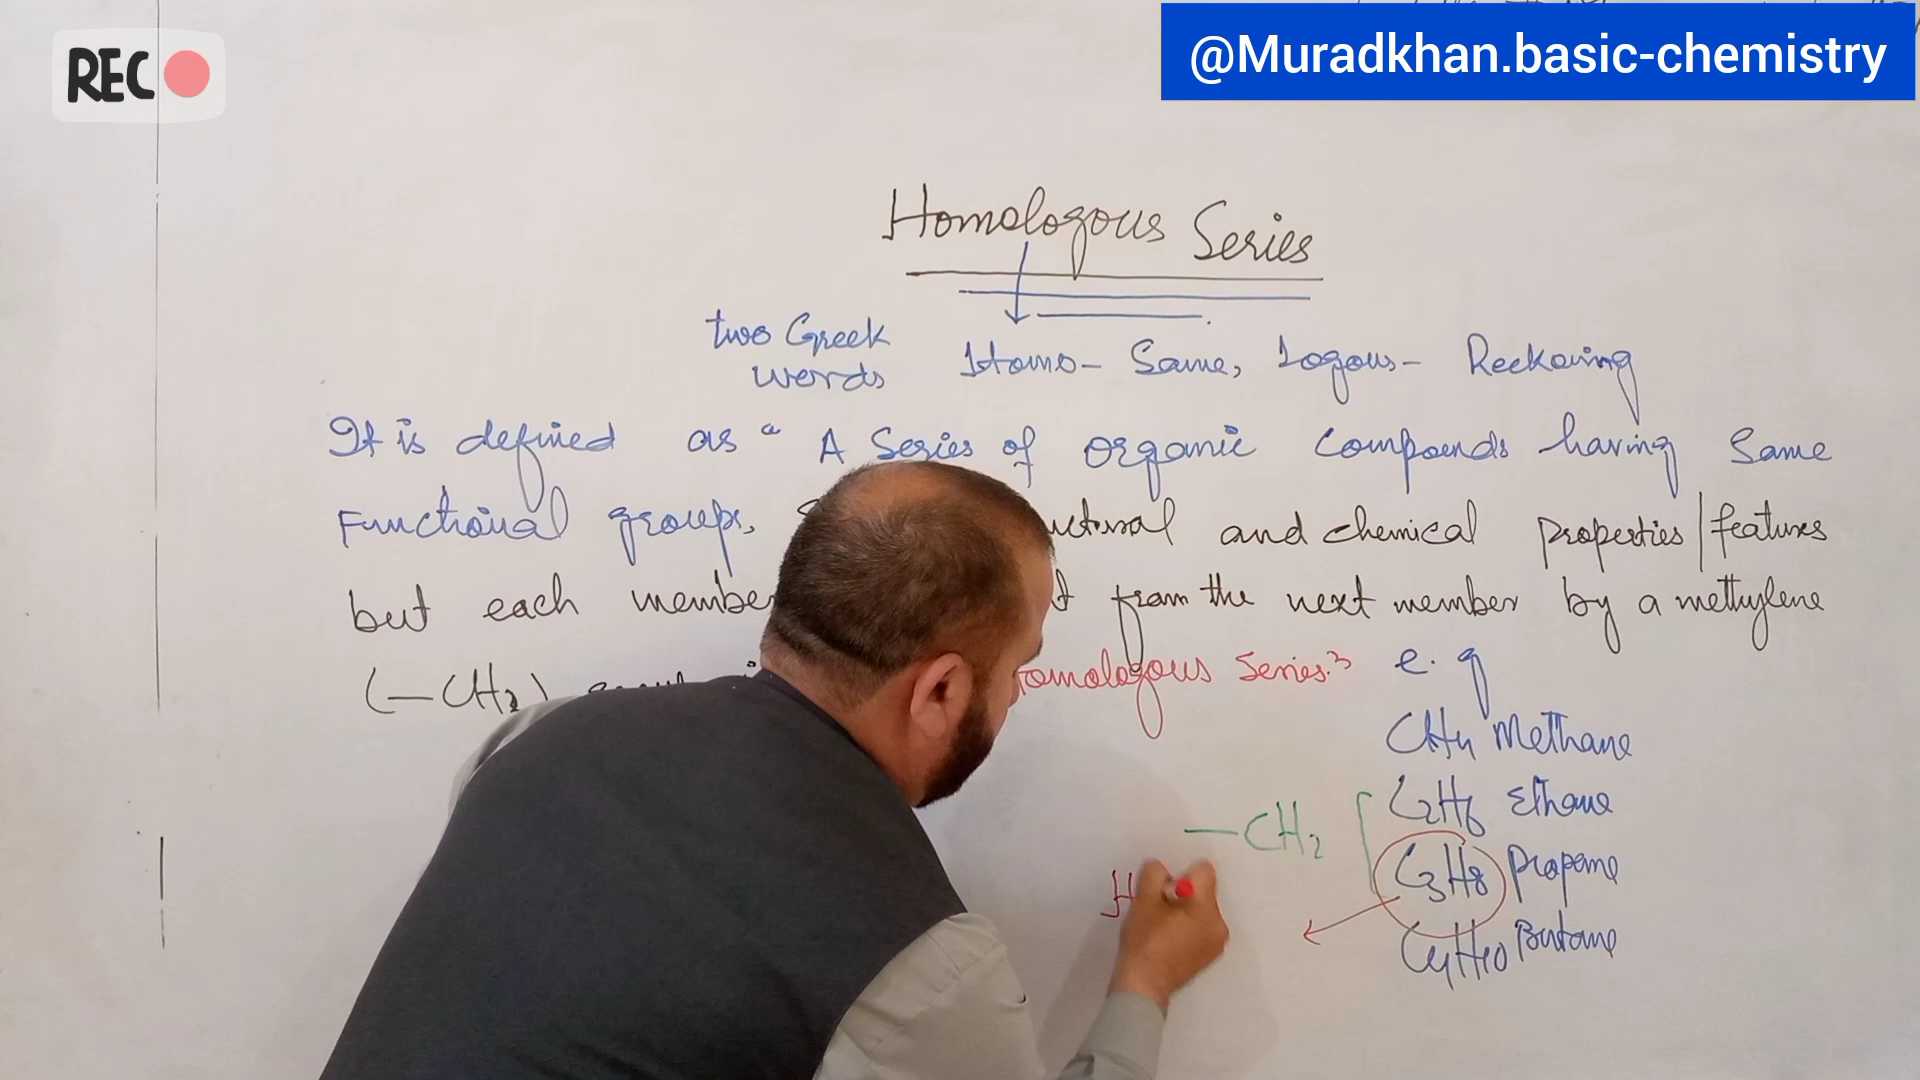 REC
@Muradkhan.basic-chemistry
Homologous Series
two Greek words
Homo- Same, Logous- Reckoning
It is defined as " A Series of organic compounds having Same
Functional groups, and chemical properties/features
but each member from the next member by a methylene
(-CH2) Homologous Series." e.g
CH4 Methane
C2H6 Ethane
-CH2
C3H8 Propane
H
C4H10 Butane